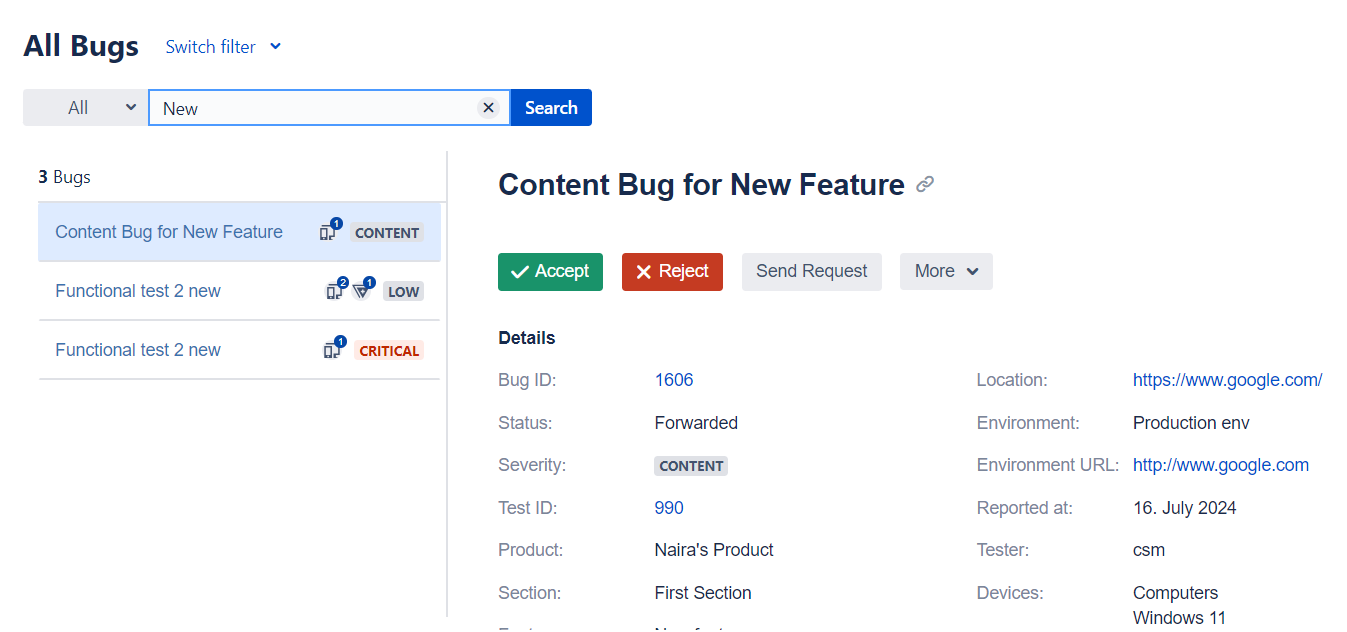 All Bugs Switch filter
All New Search
3 Bugs
Content Bug for New Feature 1 CONTENT
Functional test 2 new 2 1 LOW
Functional test 2 new 1 CRITICAL
Content Bug for New Feature
Accept Reject Send Request More
Details
Bug ID: 1606 Location: https://www.google.com/
Status: Forwarded Environment: Production env
Severity: CONTENT Environment URL: http://www.google.com
Test ID: 990 Reported at: 16. July 2024
Product: Naira's Product Tester: csm
Section: First Section Devices: Computers
Windows 11